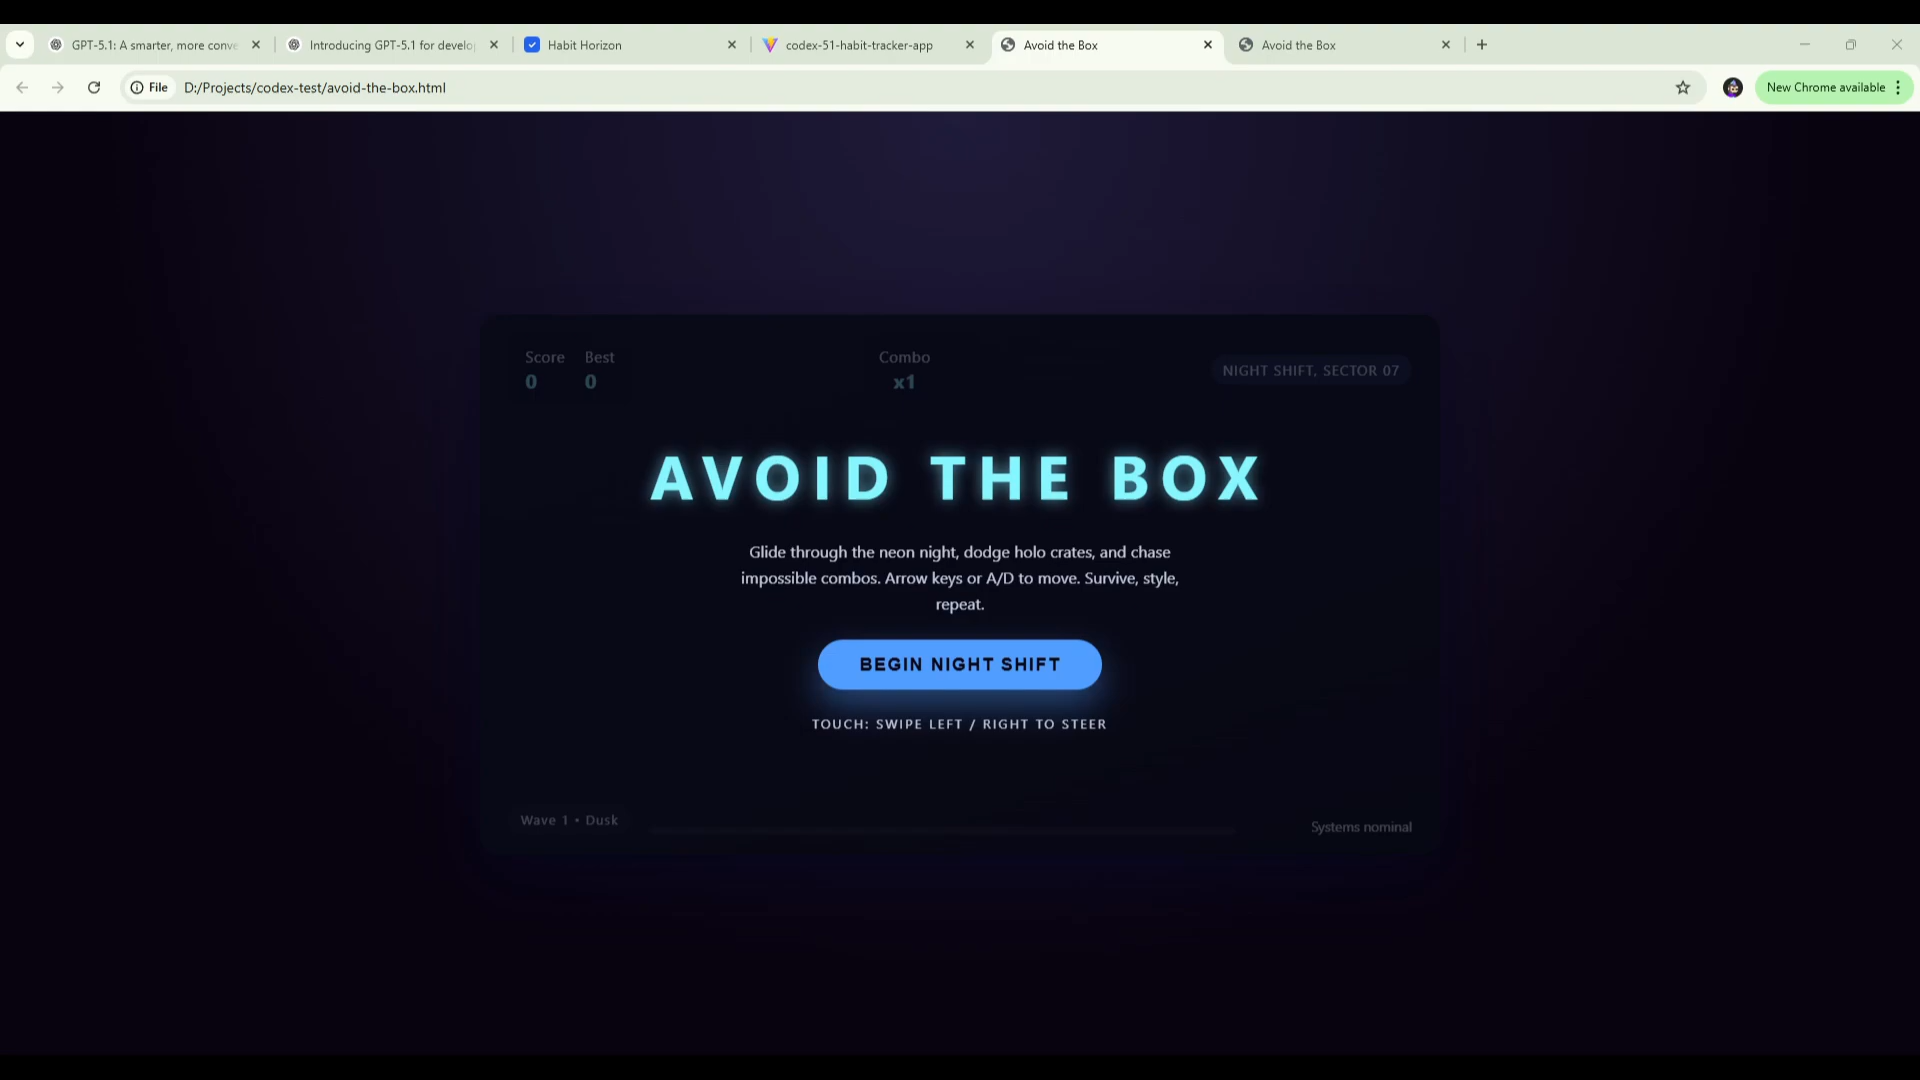 GPT-5.1: A smarter, more conve
Introducing GPT-5.1 for develo
Habit Horizon
codex-51-habit-tracker-app
Avoid the Box
Avoid the Box
File
D:/Projects/codex-test/avoid-the-box.html
New Chrome available
Score
Best
Combo
0
0
x1
NIGHT SHIFT, SECTOR 07
AVOID THE BOX
Glide through the neon night, dodge holo crates, and chase
impossible combos. Arrow keys or A/D to move. Survive, style,
repeat.
BEGIN NIGHT SHIFT
TOUCH: SWIPE LEFT / RIGHT TO STEER
Wave 1 • Dusk
Systems nominal